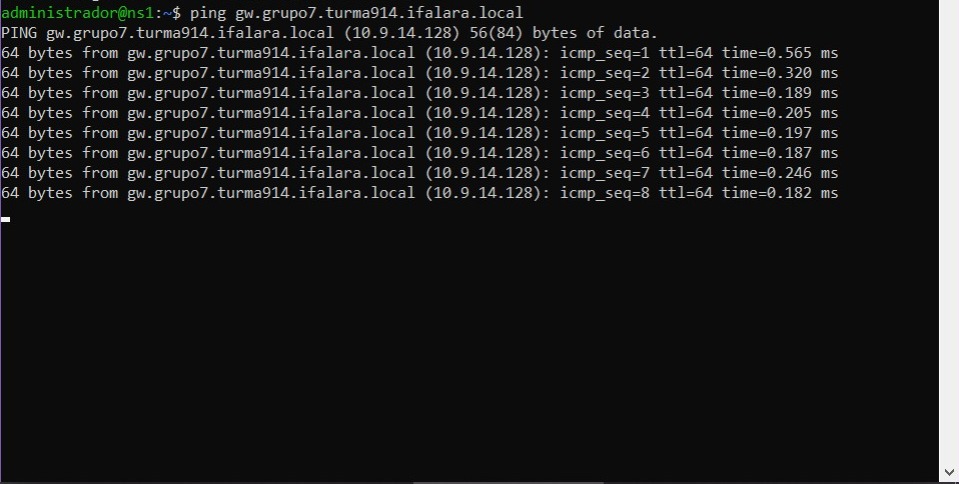 administrador@ns1:~$ ping gw.grupo7.turma914.ifalara.local
PING gw.grupo7.turma914.ifalara.local (10.9.14.128) 56(84) bytes of data.
64 bytes from gw.grupo7.turma914.ifalara.local (10.9.14.128): icmp_seq=1 ttl=64 time=0.565 ms
64 bytes from gw.grupo7.turma914.ifalara.local (10.9.14.128): icmp_seq=2 ttl=64 time=0.320 ms
64 bytes from gw.grupo7.turma914.ifalara.local (10.9.14.128): icmp_seq=3 ttl=64 time=0.189 ms
64 bytes from gw.grupo7.turma914.ifalara.local (10.9.14.128): icmp_seq=4 ttl=64 time=0.205 ms
64 bytes from gw.grupo7.turma914.ifalara.local (10.9.14.128): icmp_seq=5 ttl=64 time=0.197 ms
64 bytes from gw.grupo7.turma914.ifalara.local (10.9.14.128): icmp_seq=6 ttl=64 time=0.187 ms
64 bytes from gw.grupo7.turma914.ifalara.local (10.9.14.128): icmp_seq=7 ttl=64 time=0.246 ms
64 bytes from gw.grupo7.turma914.ifalara.local (10.9.14.128): icmp_seq=8 ttl=64 time=0.182 ms